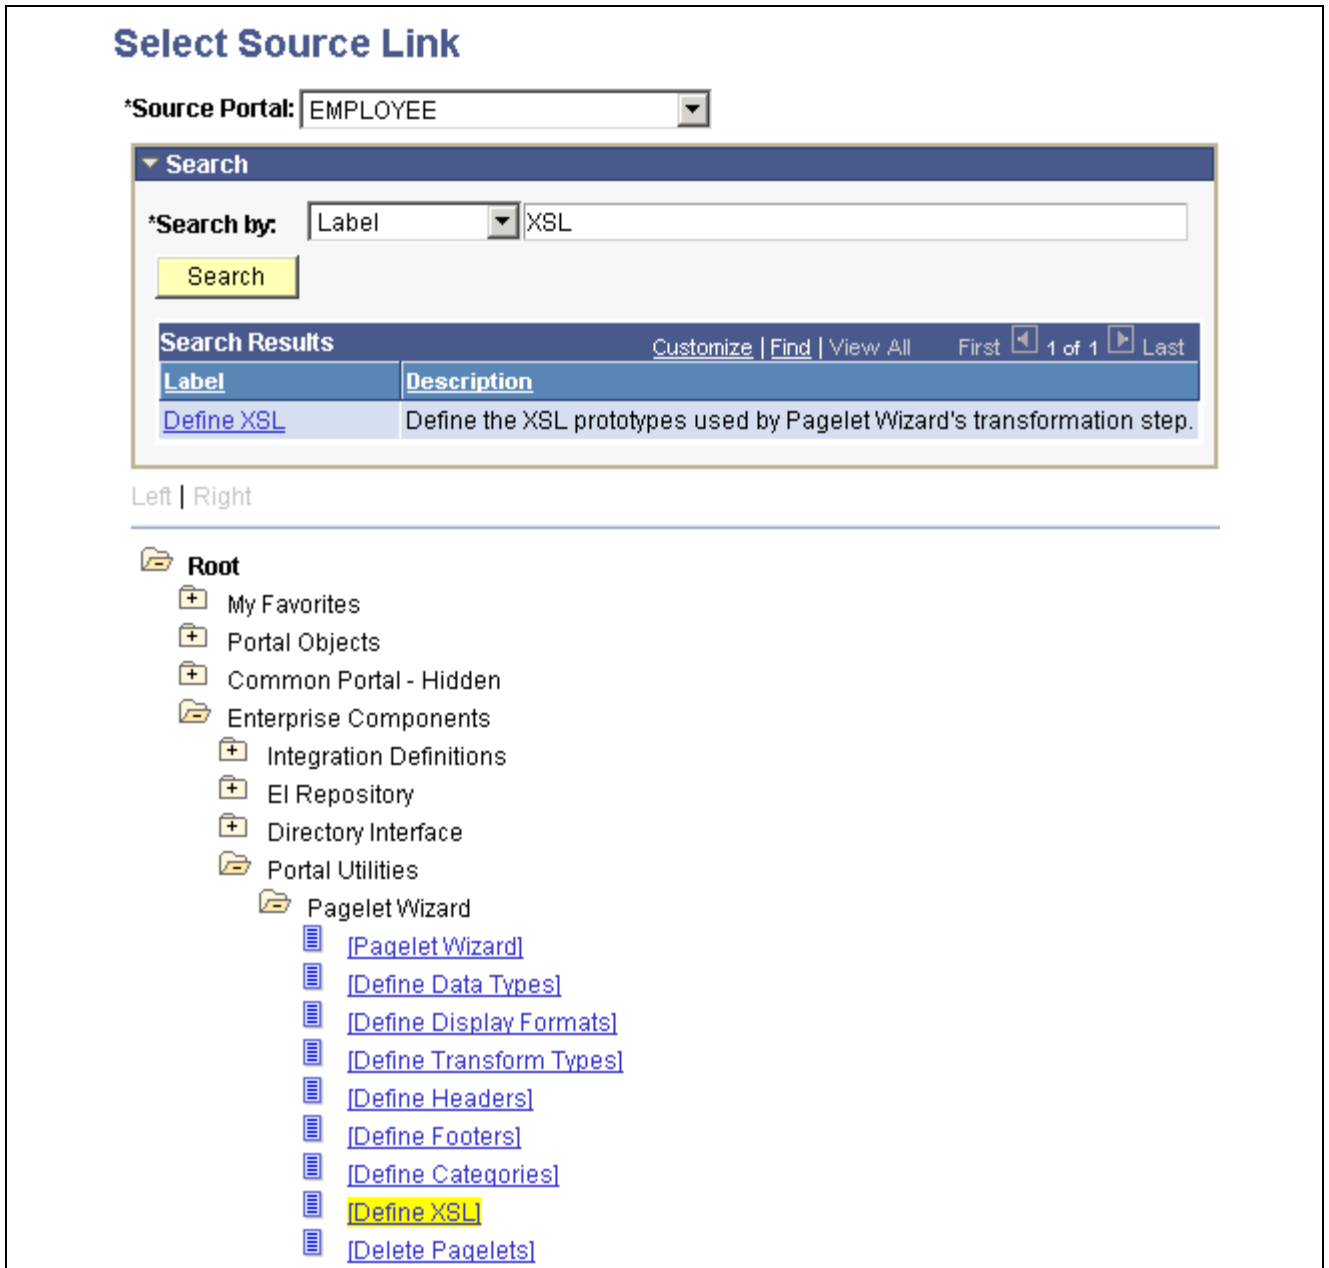 Select Source Link
*Source Portal: EMPLOYEE
Search
*Search by: Label XSL
Search
Search Results Customize | Find | View All First 1 of 1 Last
Label Description
Define XSL Define the XSL prototypes used by Pagelet Wizard's transformation step.
Left | Right
Root
My Favorites
Portal Objects
Common Portal - Hidden
Enterprise Components
Integration Definitions
EI Repository
Directory Interface
Portal Utilities
Pagelet Wizard
[Pagelet Wizard]
[Define Data Types]
[Define Display Formats]
[Define Transform Types]
[Define Headers]
[Define Footers]
[Define Categories]
[Define XSL]
[Delete Pagelets]